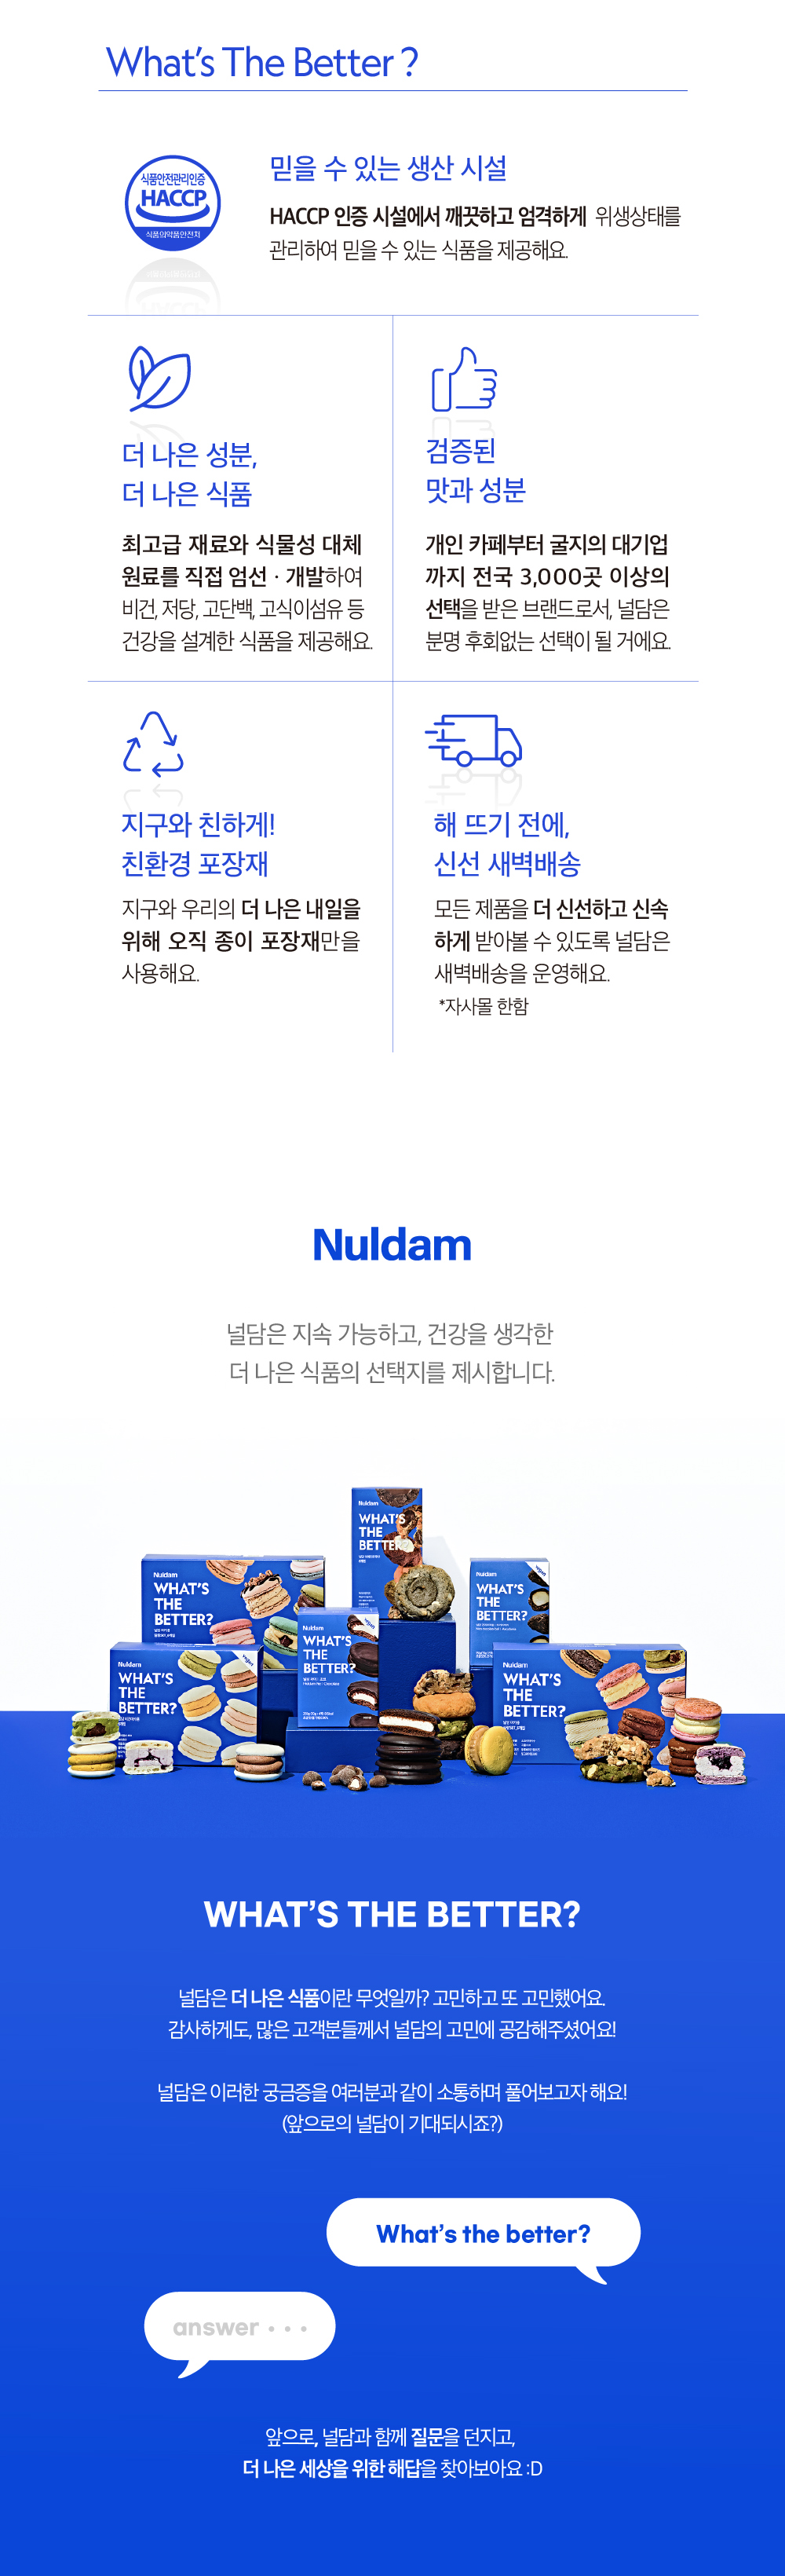 What's The Better ?
식품안전관리인증
HACCP
식품의약품안전처
믿을 수 있는 생산 시설
HACCP 인증 시설에서 깨끗하고 엄격하게 위생상태를
관리하여 믿을 수 있는 식품을 제공해요.
더 나은 성분,
더 나은 식품
최고급 재료와 식물성 대체
원료를 직접 엄선 · 개발하여
비건, 저당, 고단백, 고식이섬유 등
건강을 설계한 식품을 제공해요.
검증된
맛과 성분
개인 카페부터 굴지의 대기업
까지 전국 3,000곳 이상의
선택을 받은 브랜드로서, 널담은
분명 후회없는 선택이 될 거에요.
지구와 친하게!
친환경 포장재
지구와 우리의 더 나은 내일을
위해 오직 종이 포장재만을
사용해요.
해 뜨기 전에,
신선 새벽배송
모든 제품을 더 신선하고 신속
하게 받아볼 수 있도록 널담은
새벽배송을 운영해요.
*자사몰 한함
Nuldam
널담은 지속 가능하고, 건강을 생각한
더 나은 식품의 선택지를 제시합니다.
Nuldam
WHAT'S
THE
BETTER?
Nuldam
WHAT'S
THE
BETTER?
Nuldam
WHAT'S
THE
BETTER?
Nuldam
WHAT'S
THE
BETTER?
Nuldam
WHAT'S
THE
BETTER?
Nuldam
WHAT'S
THE
BETTER?
WHAT'S THE BETTER?
널담은 더 나은 식품이란 무엇일까? 고민하고 또 고민했어요.
감사하게도, 많은 고객분들께서 널담의 고민에 공감해주셨어요!
널담은 이러한 궁금증을 여러분과 같이 소통하며 풀어보고자 해요!
(앞으로의 널담이 기대되시죠?)
What's the better?
answer · · ·
앞으로, 널담과 함께 질문을 던지고,
더 나은 세상을 위한 해답을 찾아보아요 :D